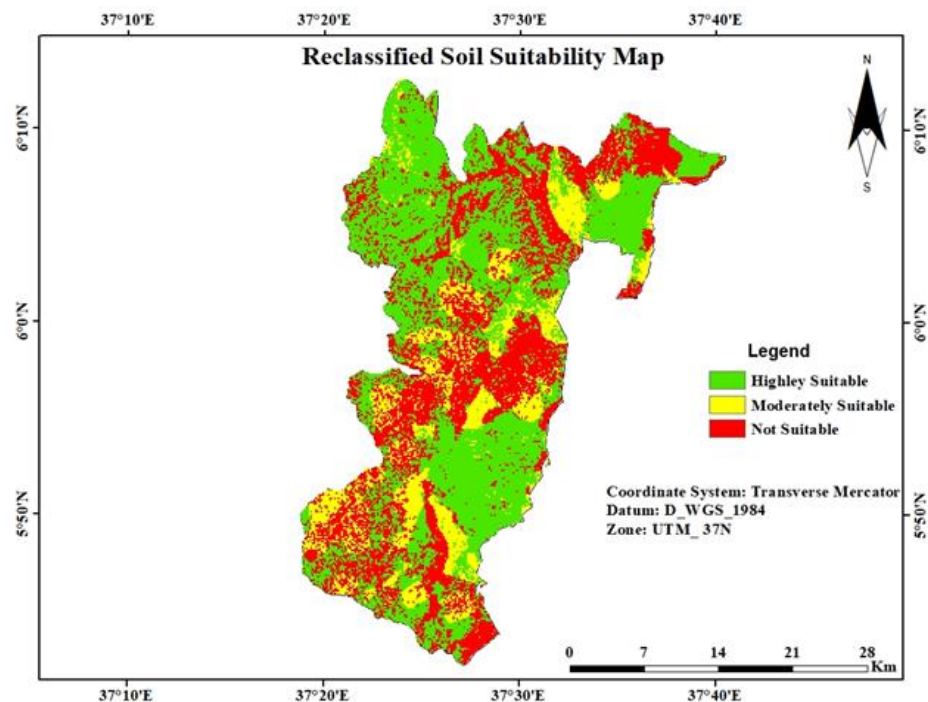 37°10'E 37°20'E 37°30'E 37°40'E
Reclassified Soil Suitability Map
N
S
6°10'N 6°10'N
6°0'N 6°0'N
Legend
Highley Suitable
Moderately Suitable
Not Suitable
Coordinate System: Transverse Mercator
Datum: D_WGS_1984
Zone: UTM_ 37N
5°50'N 5°50'N
0 7 14 21 28
Km
37°10'E 37°20'E 37°30'E 37°40'E